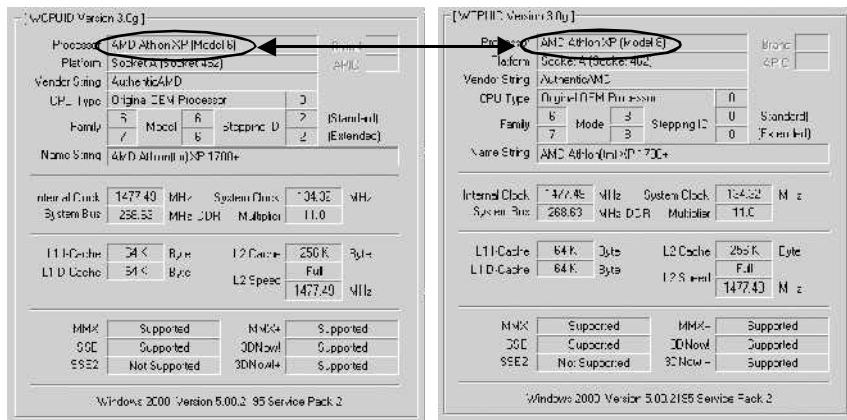 [ WCPUID Version 3.0g ]
Processor AMD Athlon XP (Model 6) Brand
Platform Socket A (Socket 462) APIC
Vendor String AuthenticAMD
CPU Type Original OEM Processor 0
Family 6 Model 6 Stepping ID 2 (Standard)
7 6 2 (Extended)
Name String AMD Athlon(tm) XP 1700+
Internal Clock 1477.49 MHz System Clock 134.32 MHz
System Bus 268.63 MHz DDR Multiplier 11.0
L1 I-Cache 64 K Byte L2 Cache 256 K Byte
L1 D-Cache 64 K Byte L2 Speed Full
1477.49 MHz
MMX Supported MMX+ Supported
SSE Supported 3DNow! Supported
SSE2 Not Supported 3DNow!+ Supported
Windows 2000 Version 5.00.2195 Service Pack 2
[ WCPUID Version 3.0g ]
Processor AMD Athlon XP (Model 8) Brand
Platform Socket A (Socket 462) APIC
Vendor String AuthenticAMD
CPU Type Original OEM Processor 0
Family 6 Mode 8 Stepping ID 0 (Standard)
7 8 0 (Extended)
Name String AMD Athlon(tm) XP 1700+
Internal Clock 1477.49 MHz System Clock 134.32 MHz
System Bus 268.63 MHz DDR Multiplier 11.0
L1 I-Cache 64 K Byte L2 Cache 256 K Byte
L1 D-Cache 64 K Byte L2 Speed Full
1477.49 MHz
MMX Supported MMX+ Supported
SSE Supported 3DNow! Supported
SSE2 Not Supported 3DNow!+ Supported
Windows 2000 Version 5.00.2195 Service Pack 2